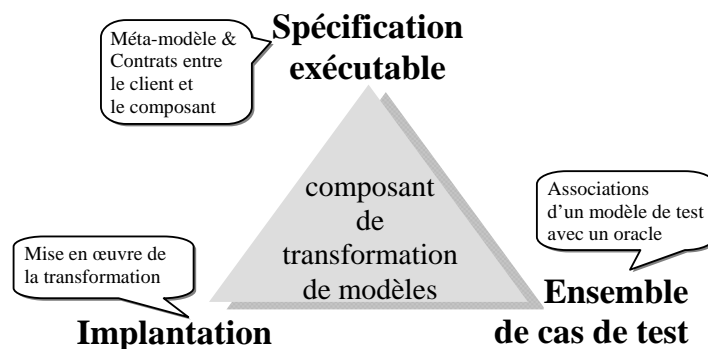 Méta-modèle &
Contrats entre
le client et
le composant
Spécification
exécutable
composant
de
transformation
de modèles
Associations
d'un modèle de test
avec un oracle
Mise en œuvre de
la transformation
Implantation
Ensemble
de cas de test